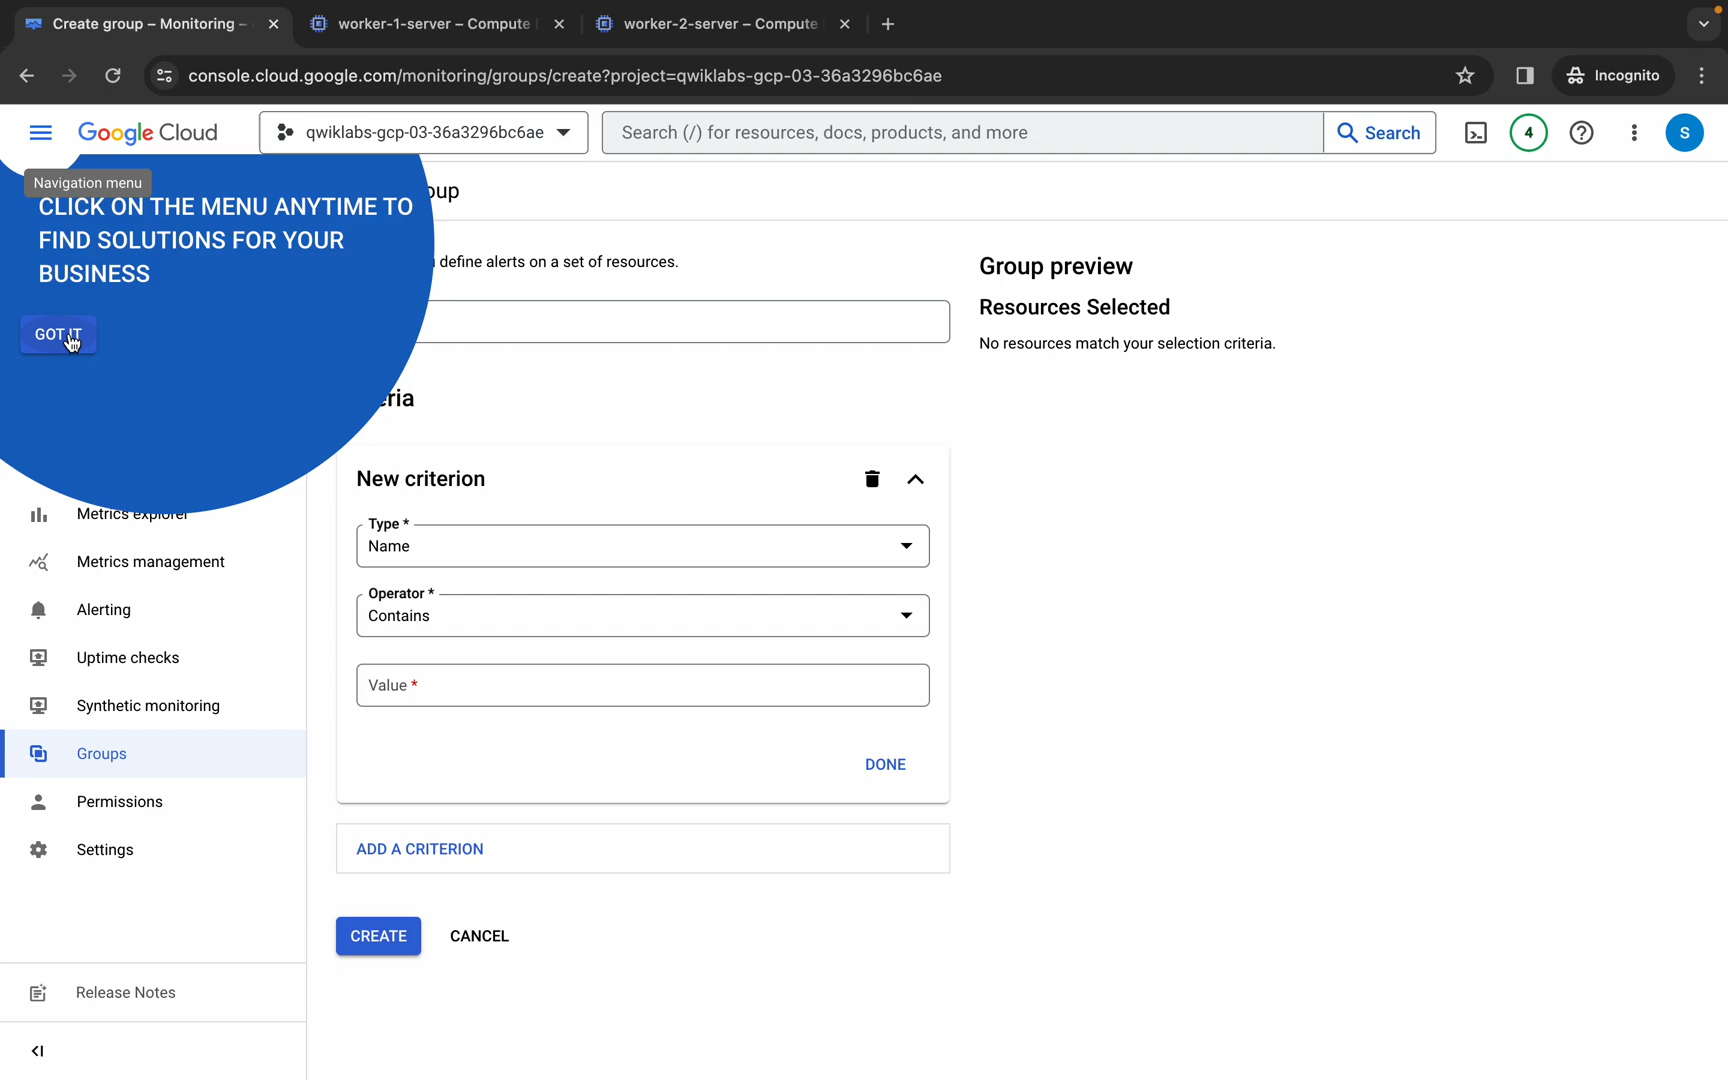 Create group – Monitoring –
worker-1-server – Compute
worker-2-server – Compute
console.cloud.google.com/monitoring/groups/create?project=qwiklabs-gcp-03-36a3296bc6ae
Incognito
Google Cloud
qwiklabs-gcp-03-36a3296bc6ae
Search (/) for resources, docs, products, and more
Search
4
S
Navigation menu
CLICK ON THE MENU ANYTIME TO
FIND SOLUTIONS FOR YOUR
BUSINESS
GOT IT
oup
define alerts on a set of resources.
eria
New criterion
Type *
Name
Operator *
Contains
Value *
DONE
ADD A CRITERION
CREATE
CANCEL
Group preview
Resources Selected
No resources match your selection criteria.
Metrics explorer
Metrics management
Alerting
Uptime checks
Synthetic monitoring
Groups
Permissions
Settings
Release Notes